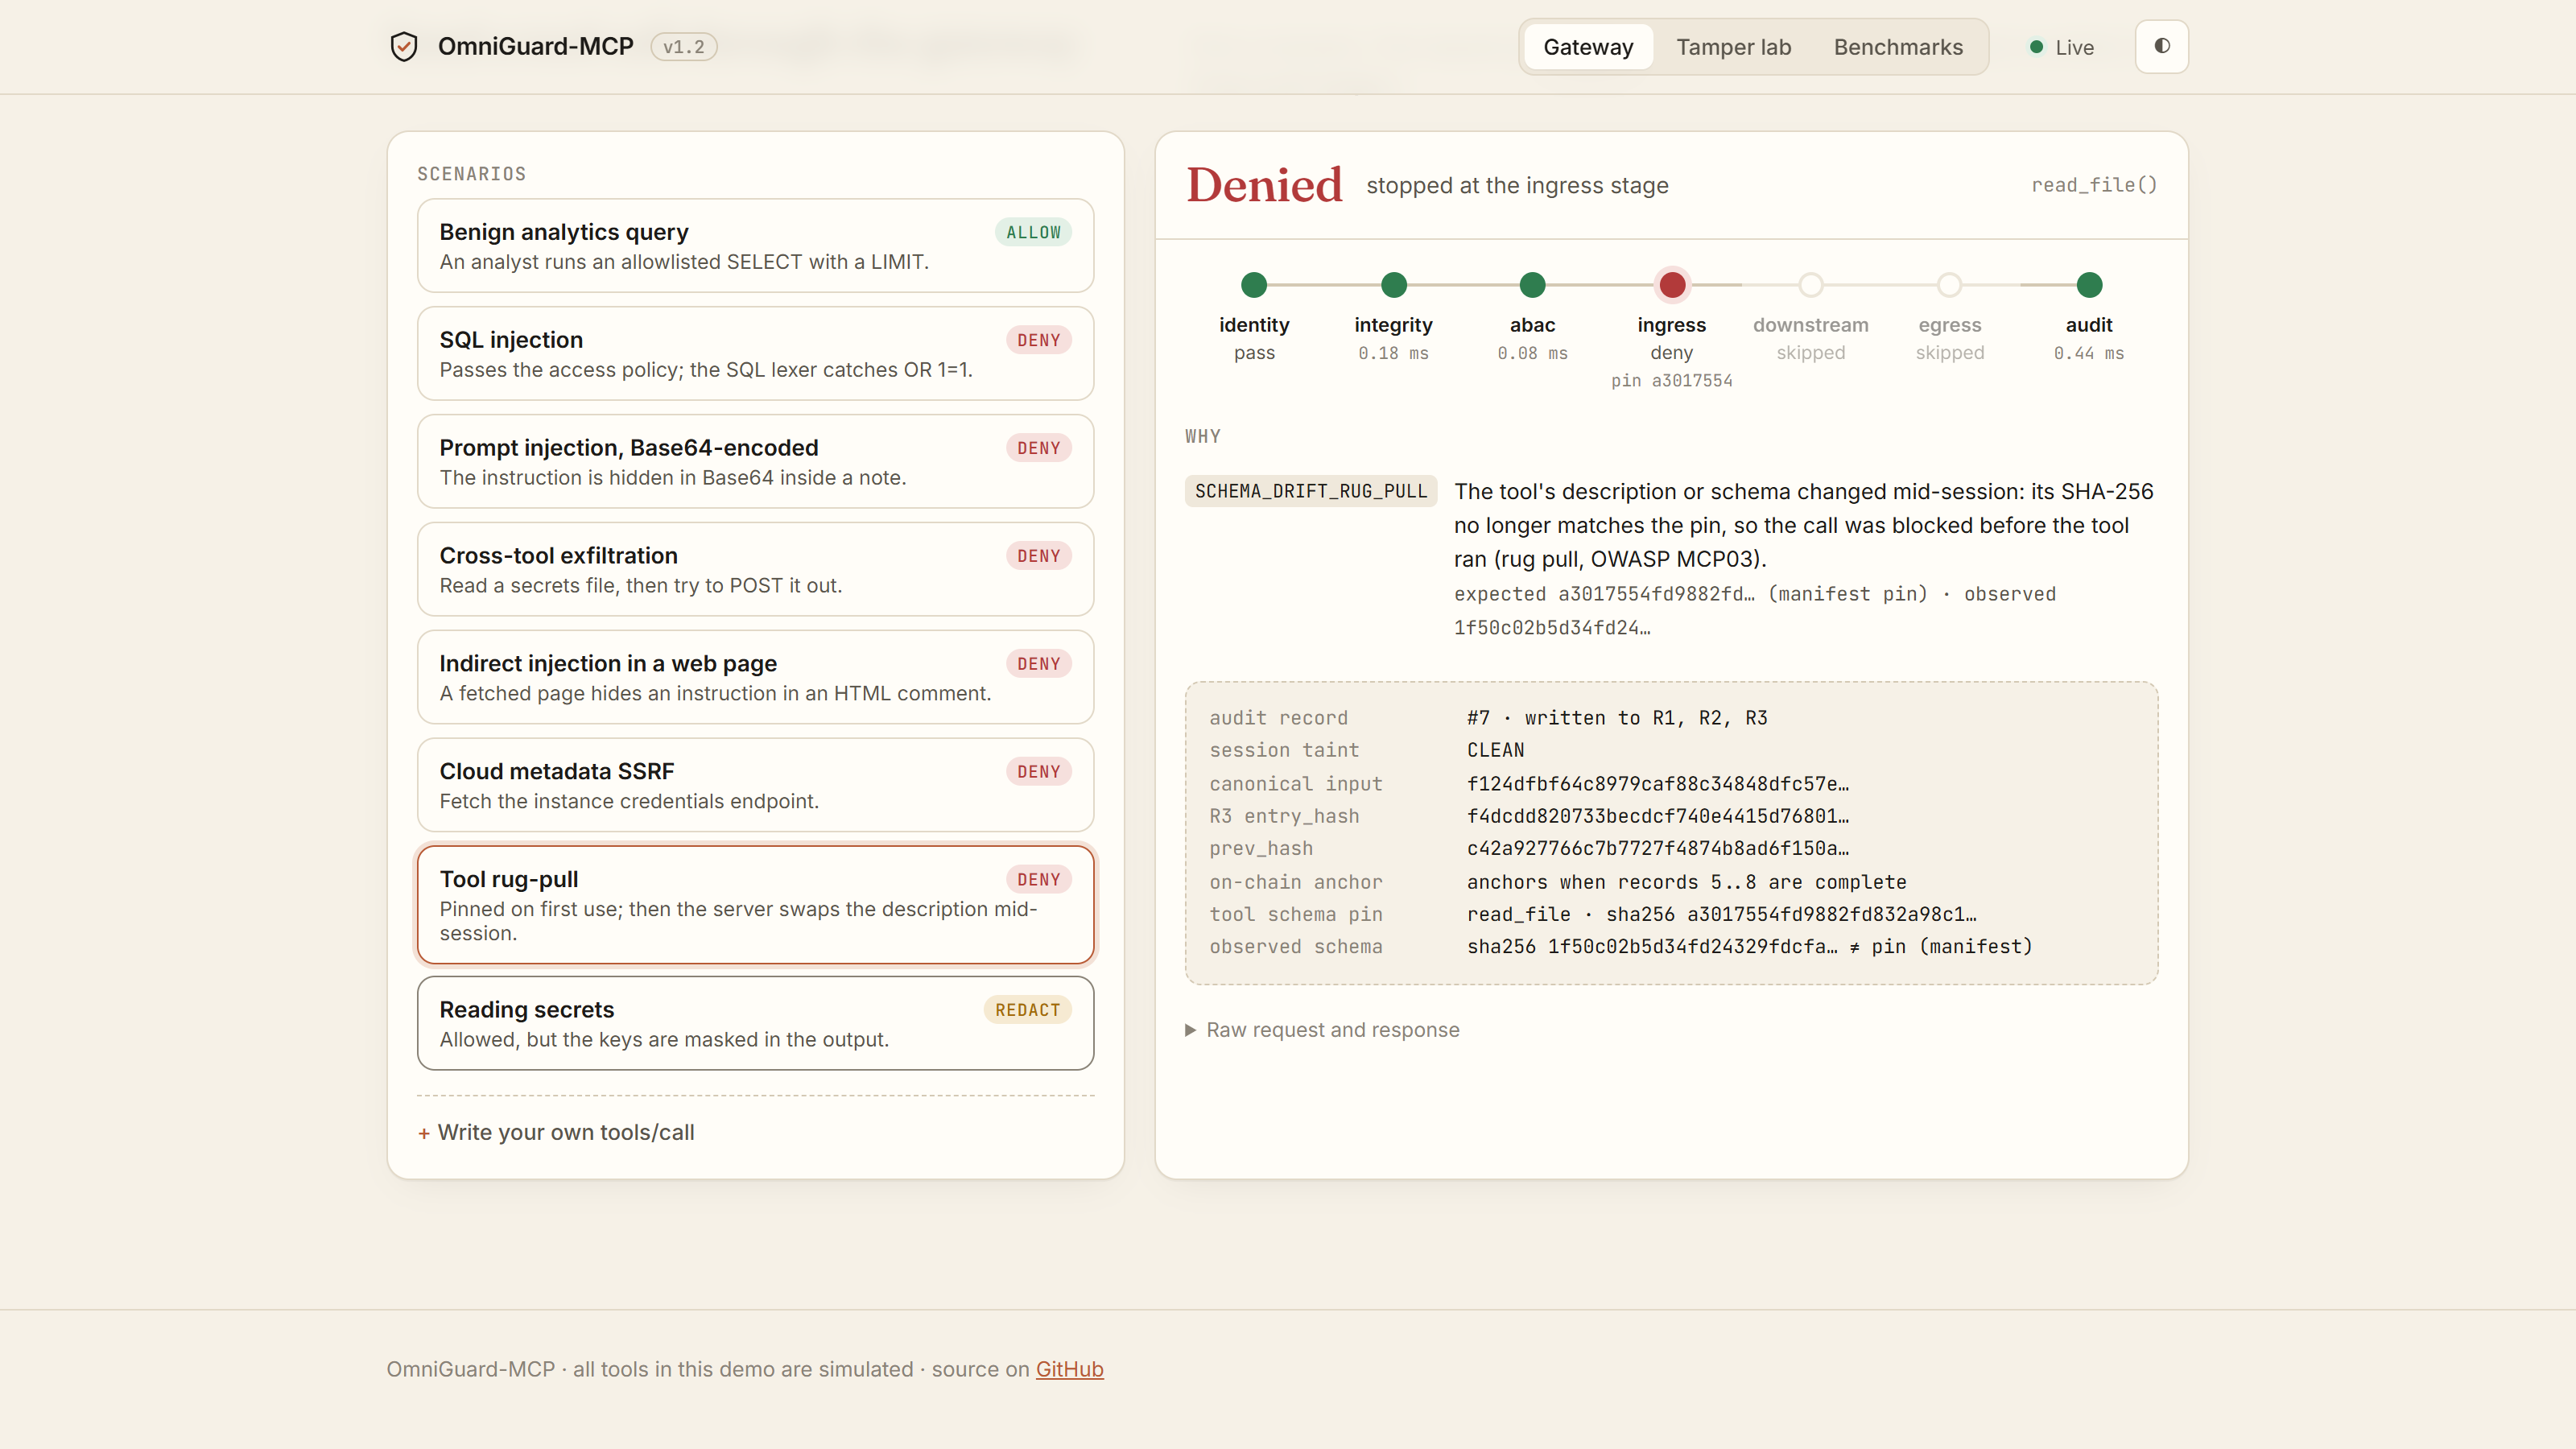 OmniGuard-MCP v1.2
Gateway Tamper lab Benchmarks Live
SCENARIOS
Benign analytics query ALLOW
An analyst runs an allowlisted SELECT with a LIMIT.
SQL injection DENY
Passes the access policy; the SQL lexer catches OR 1=1.
Prompt injection, Base64-encoded DENY
The instruction is hidden in Base64 inside a note.
Cross-tool exfiltration DENY
Read a secrets file, then try to POST it out.
Indirect injection in a web page DENY
A fetched page hides an instruction in an HTML comment.
Cloud metadata SSRF DENY
Fetch the instance credentials endpoint.
Tool rug-pull DENY
Pinned on first use; then the server swaps the description mid-
session.
Reading secrets REDACT
Allowed, but the keys are masked in the output.
+ Write your own tools/call
Denied stopped at the ingress stage read_file()
identity integrity abac ingress downstream egress audit
pass 0.18 ms 0.08 ms deny skipped skipped 0.44 ms
pin a3017554
WHY
SCHEMA_DRIFT_RUG_PULL The tool's description or schema changed mid-session: its SHA-256
no longer matches the pin, so the call was blocked before the tool
ran (rug pull, OWASP MCP03).
expected a3017554fd9882fd… (manifest pin) · observed
1f50c02b5d34fd24…
audit record #7 · written to R1, R2, R3
session taint CLEAN
canonical input f124dfbf64c8979caf88c34848dfc57e…
R3 entry_hash f4dcdd820733becdcf740e4415d76801…
prev_hash c42a927766c7b7727f4874b8ad6f150a…
on-chain anchor anchors when records 5..8 are complete
tool schema pin read_file · sha256 a3017554fd9882fd832a98c1…
observed schema sha256 1f50c02b5d34fd24329fdcfa… ≠ pin (manifest)
▶ Raw request and response
OmniGuard-MCP · all tools in this demo are simulated · source on GitHub